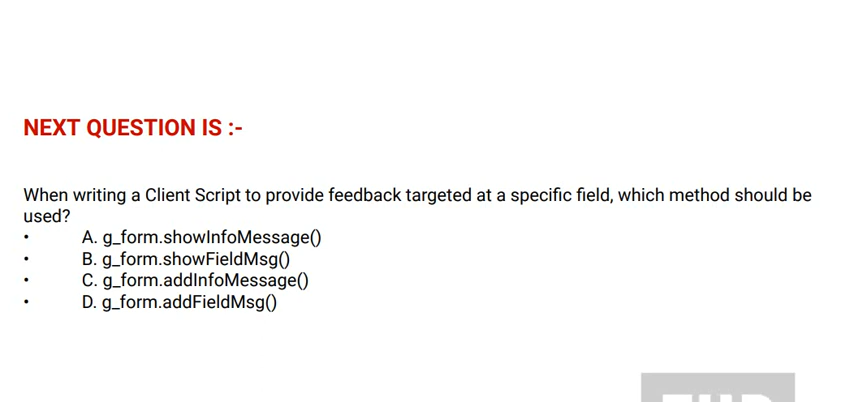 NEXT QUESTION IS :-
When writing a Client Script to provide feedback targeted at a specific field, which method should be
used?
• A. g_form.showInfoMessage()
• B. g_form.showFieldMsg()
• C. g_form.addInfoMessage()
• D. g_form.addFieldMsg()